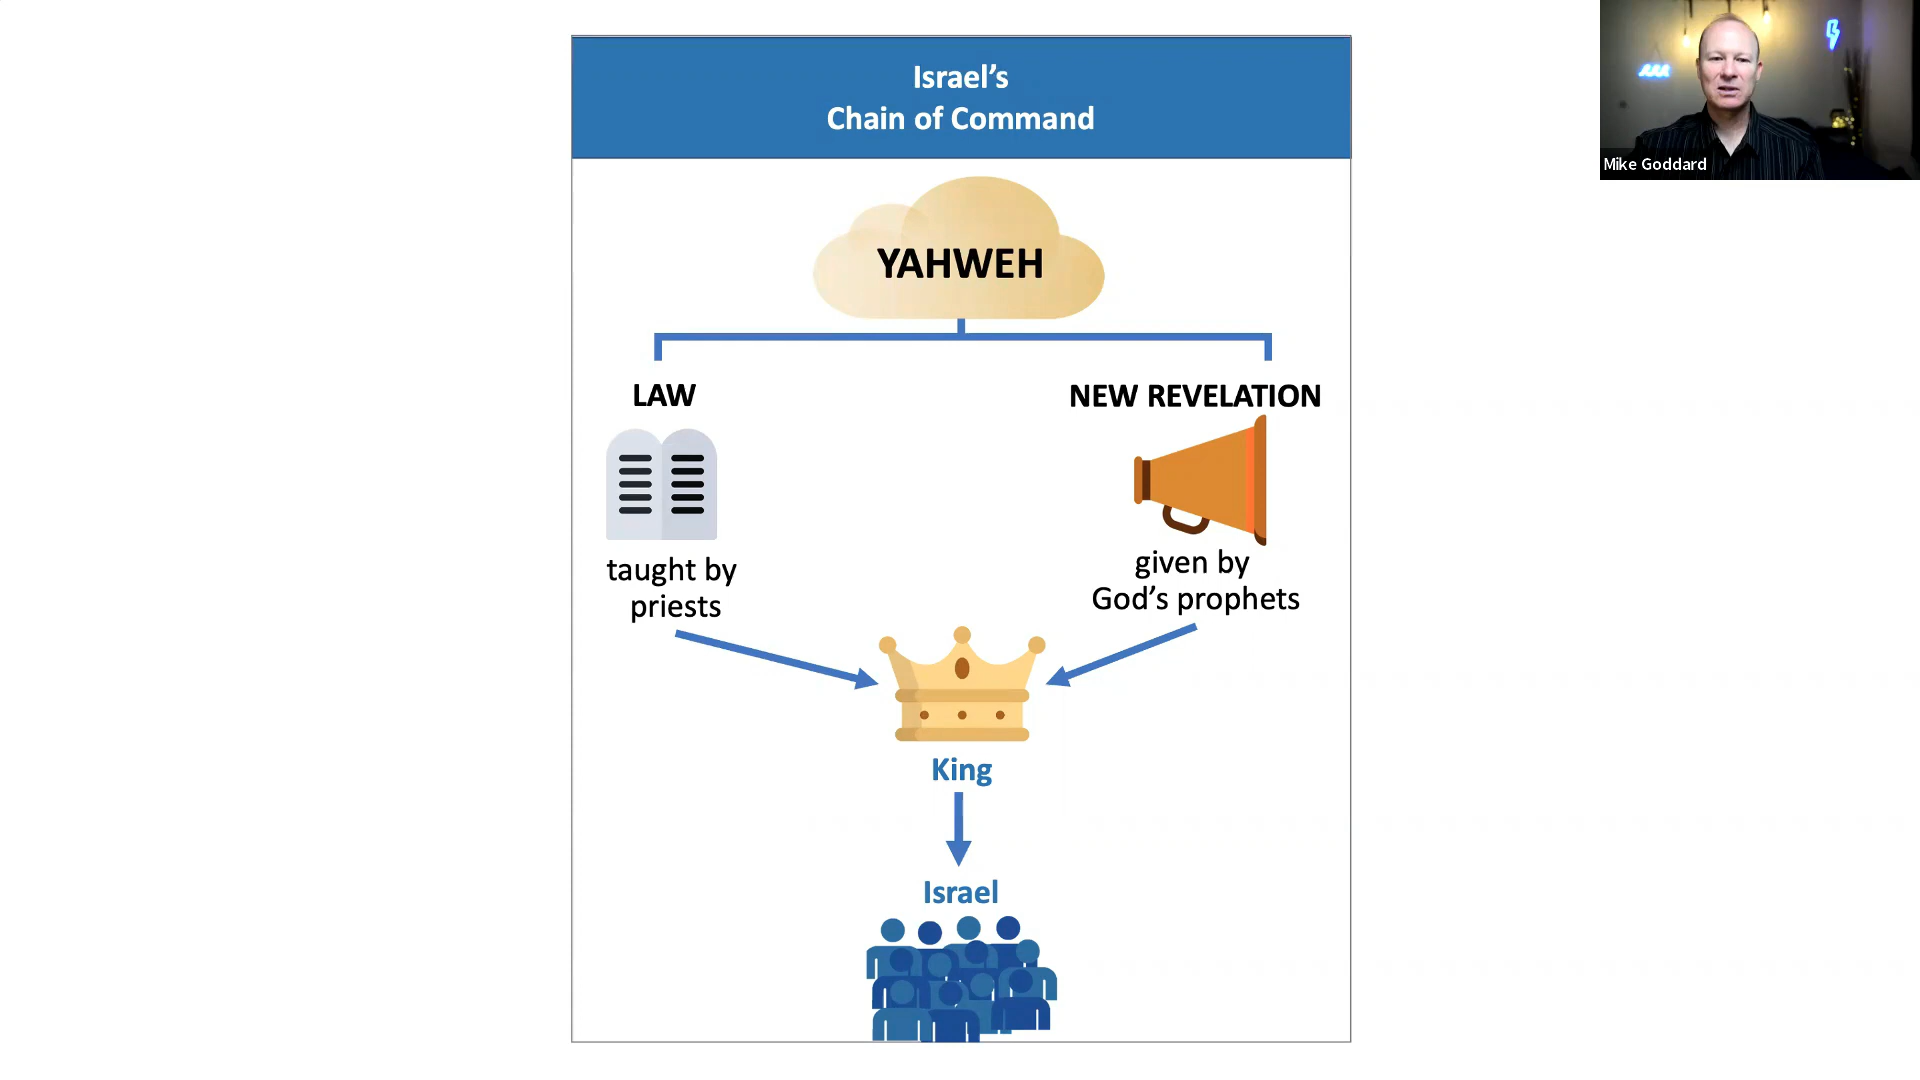 Israel’s
Chain of Command
YAHWEH
LAW
NEW REVELATION
taught by
priests
given by
God’s prophets
King
Israel
Mike Goddard